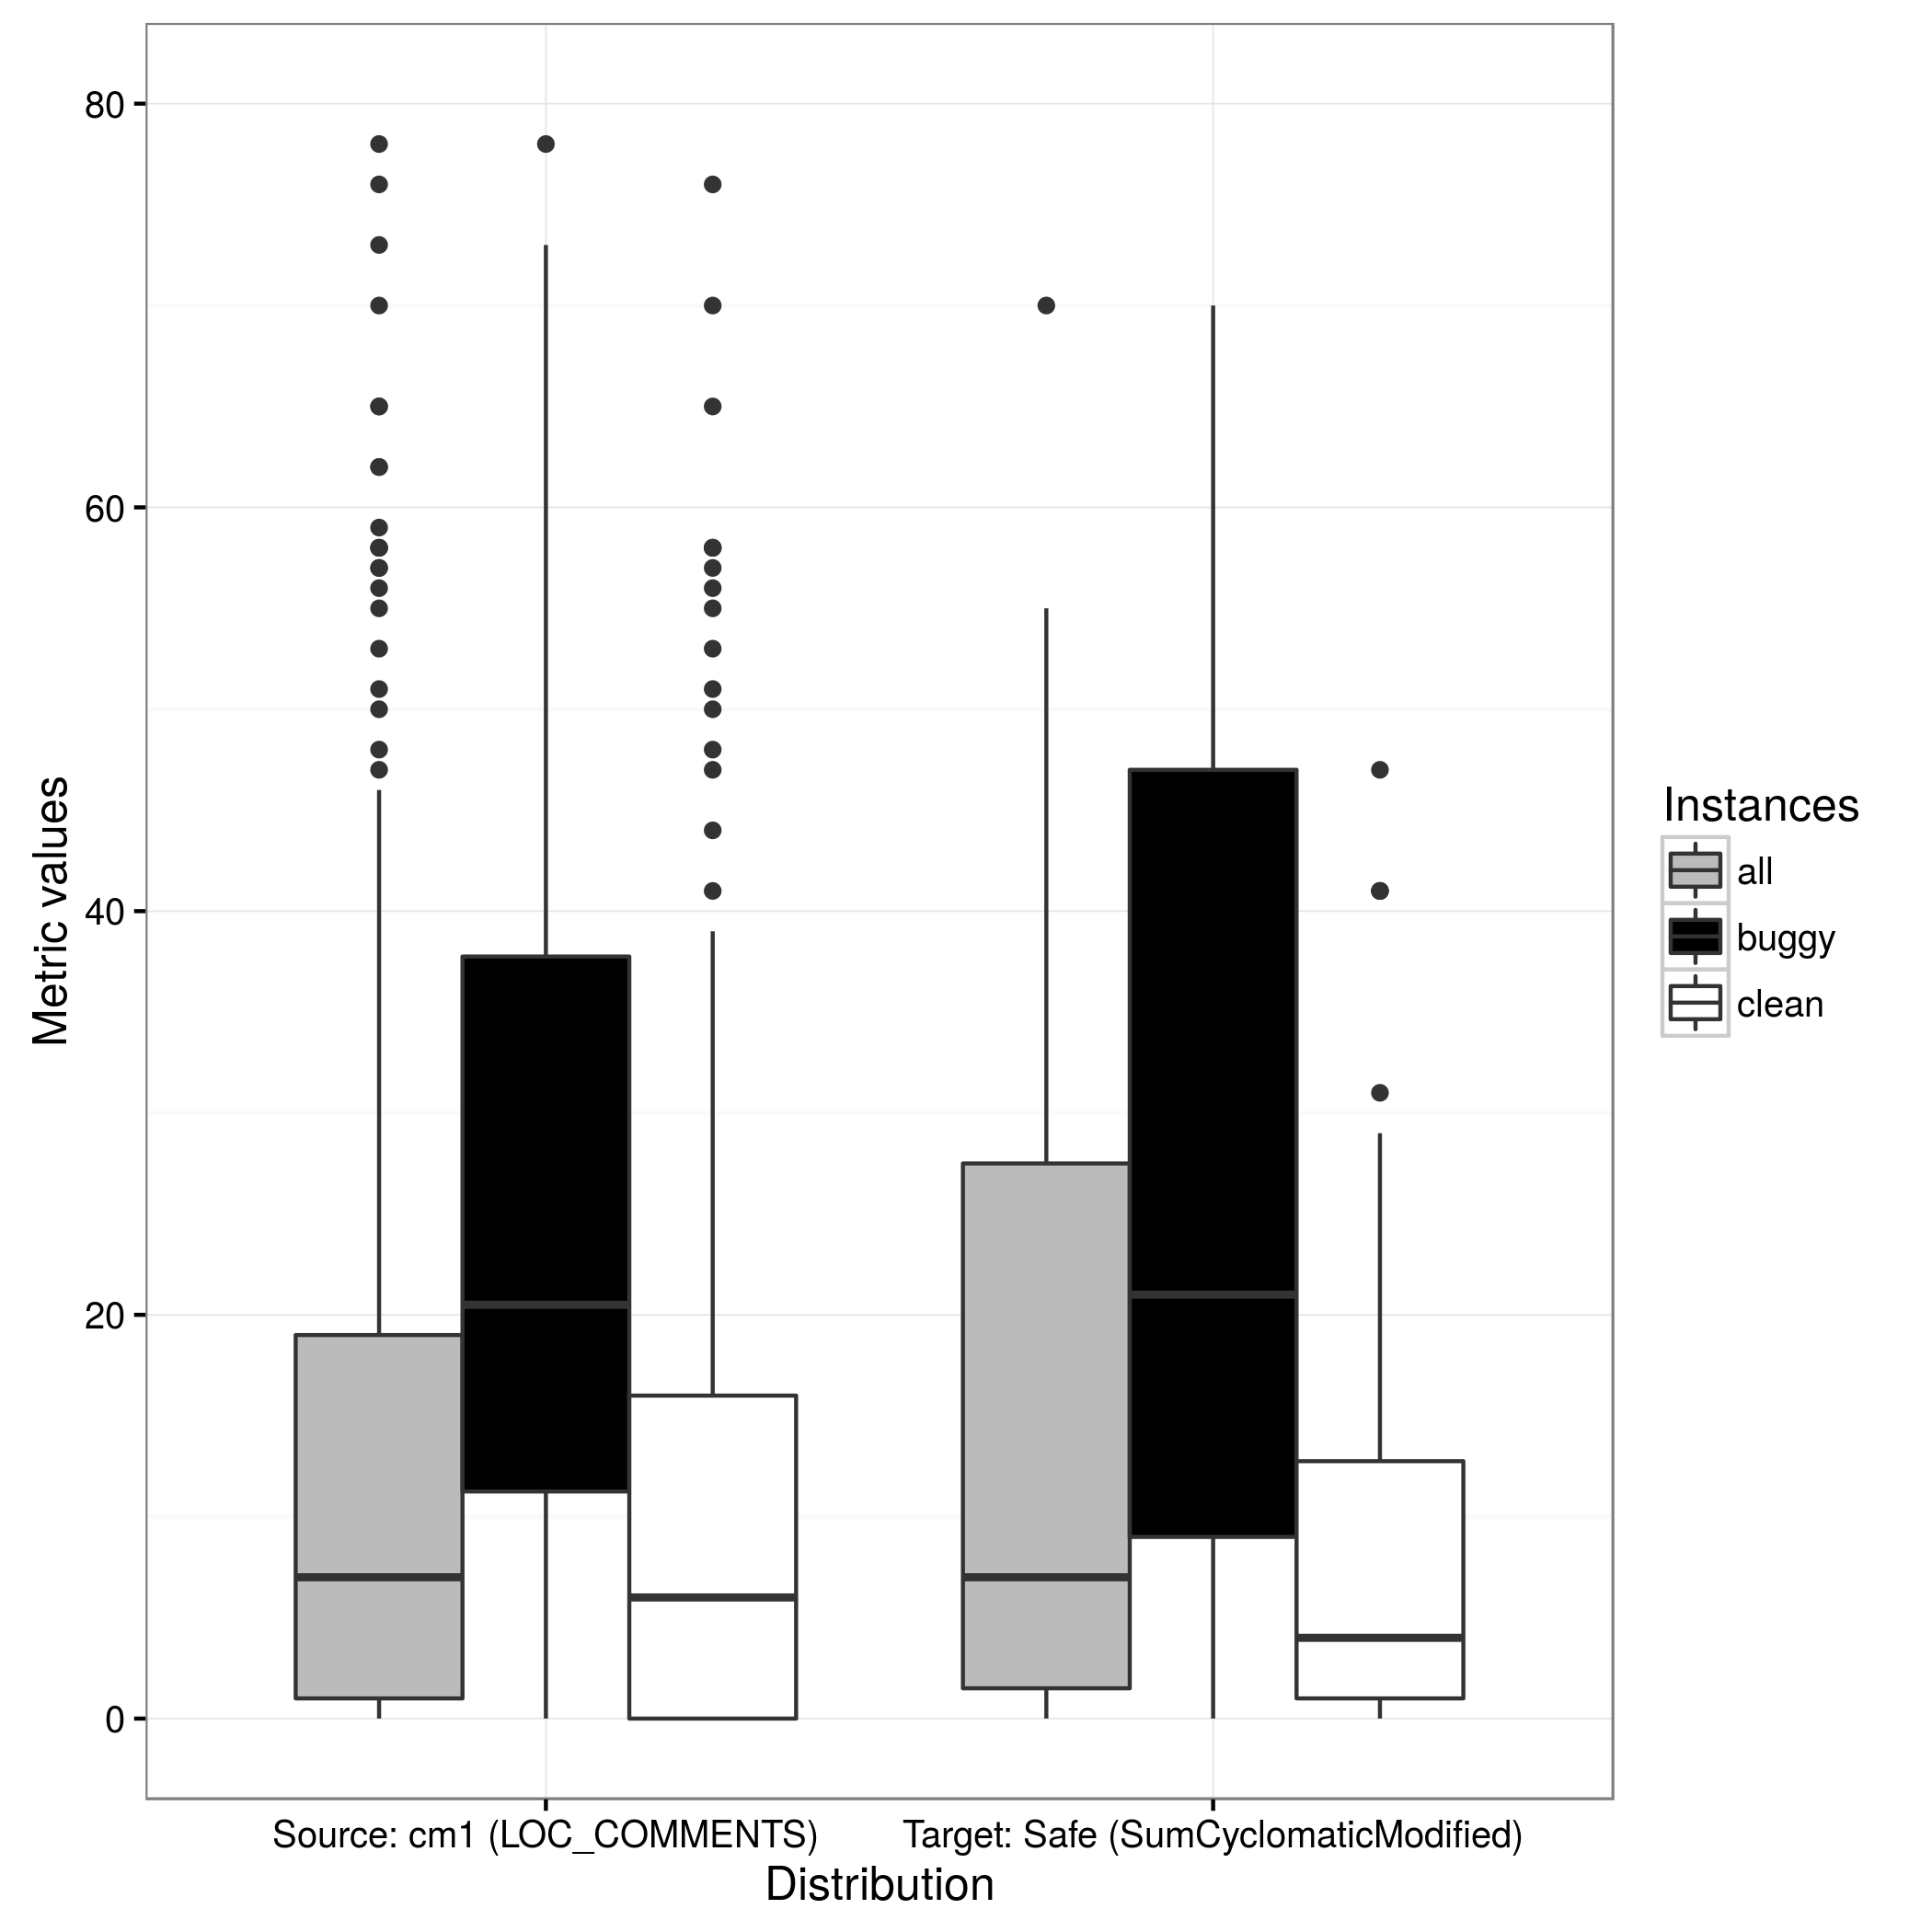 80
60
40
20
0
Metric values
Source: cm1 (LOC_COMMENTS)
Target: Safe (SumCyclomaticModified)
Distribution
Instances
all
buggy
clean